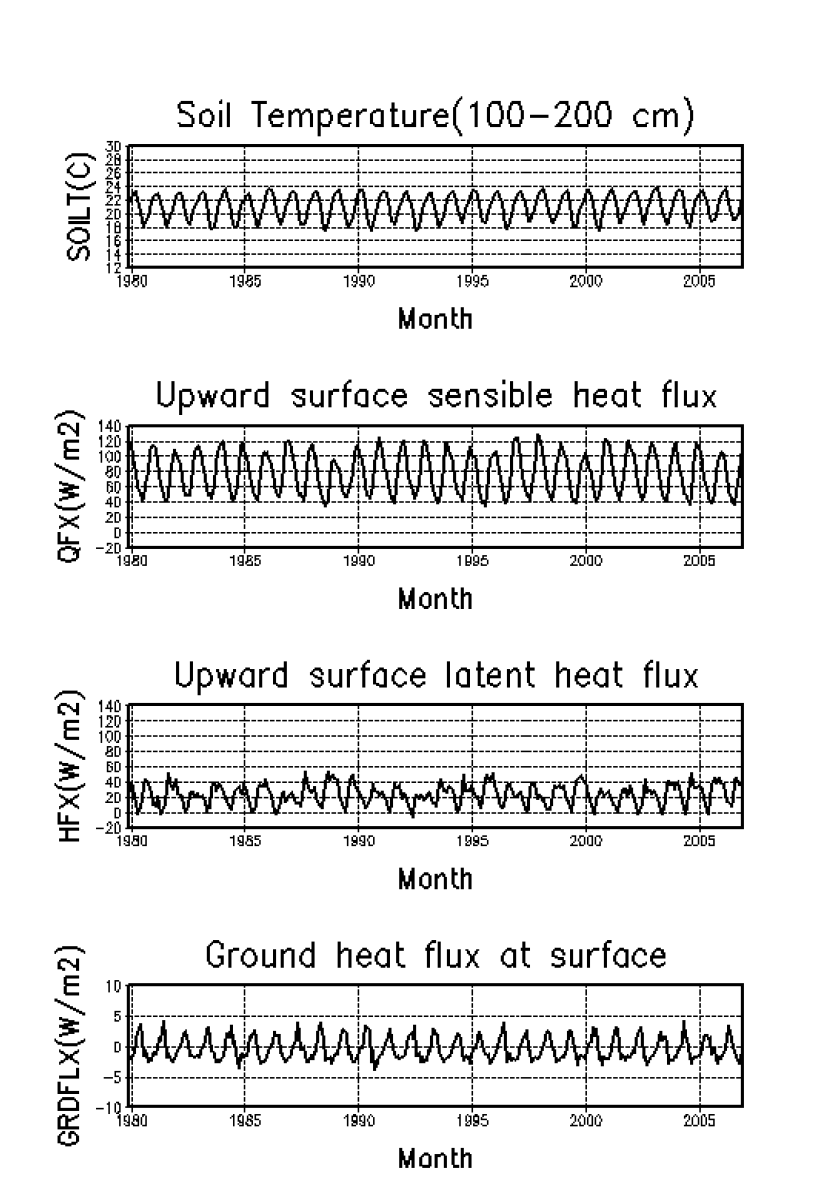 Soil Temperature(100−200 cm)
SOILT(C)
30
28
26
24
22
20
18
16
14
12
1980 1985 1990 1995 2000 2005
Month
Upward surface sensible heat flux
QFX(W/m2)
140
120
100
80
60
40
20
0
−20
1980 1985 1990 1995 2000 2005
Month
Upward surface latent heat flux
HFX(W/m2)
140
120
100
80
60
40
20
0
−20
1980 1985 1990 1995 2000 2005
Month
Ground heat flux at surface
GRDFLX(W/m2)
10
5
0
−5
−10
1980 1985 1990 1995 2000 2005
Month